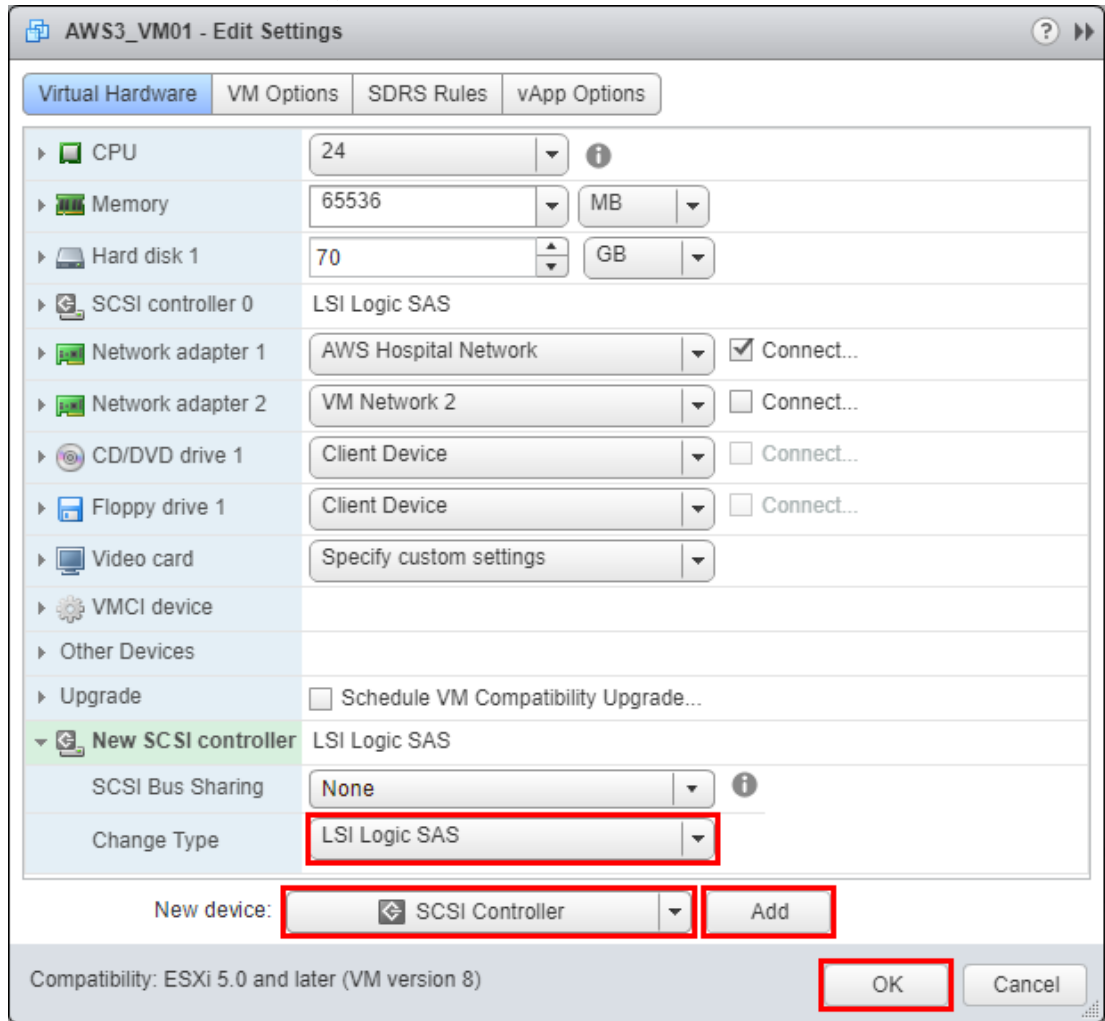 AWS3_VM01 - Edit Settings ?
Virtual Hardware VM Options SDRS Rules vApp Options
CPU 24
Memory 65536 MB
Hard disk 1 70 GB
SCSI controller 0 LSI Logic SAS
Network adapter 1 AWS Hospital Network Connect...
Network adapter 2 VM Network 2 Connect...
CD/DVD drive 1 Client Device Connect...
Floppy drive 1 Client Device Connect...
Video card Specify custom settings
VMCI device
Other Devices
Upgrade Schedule VM Compatibility Upgrade...
New SCSI controller LSI Logic SAS
SCSI Bus Sharing None
Change Type LSI Logic SAS
New device: SCSI Controller Add
Compatibility: ESXi 5.0 and later (VM version 8) OK Cancel